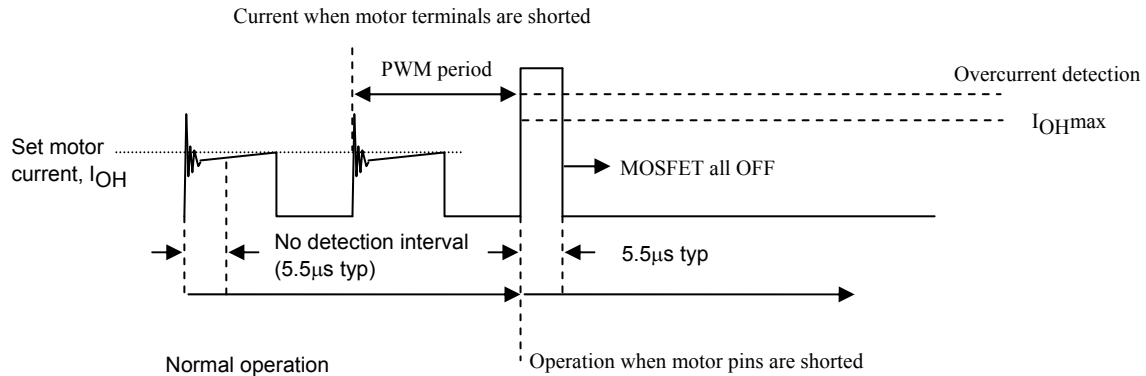 Current when motor terminals are shorted
PWM period
Overcurrent detection
IOHmax
Set motor
current, IOH
MOSFET all OFF
No detection interval
(5.5μs typ)
5.5μs typ
Normal operation
Operation when motor pins are shorted